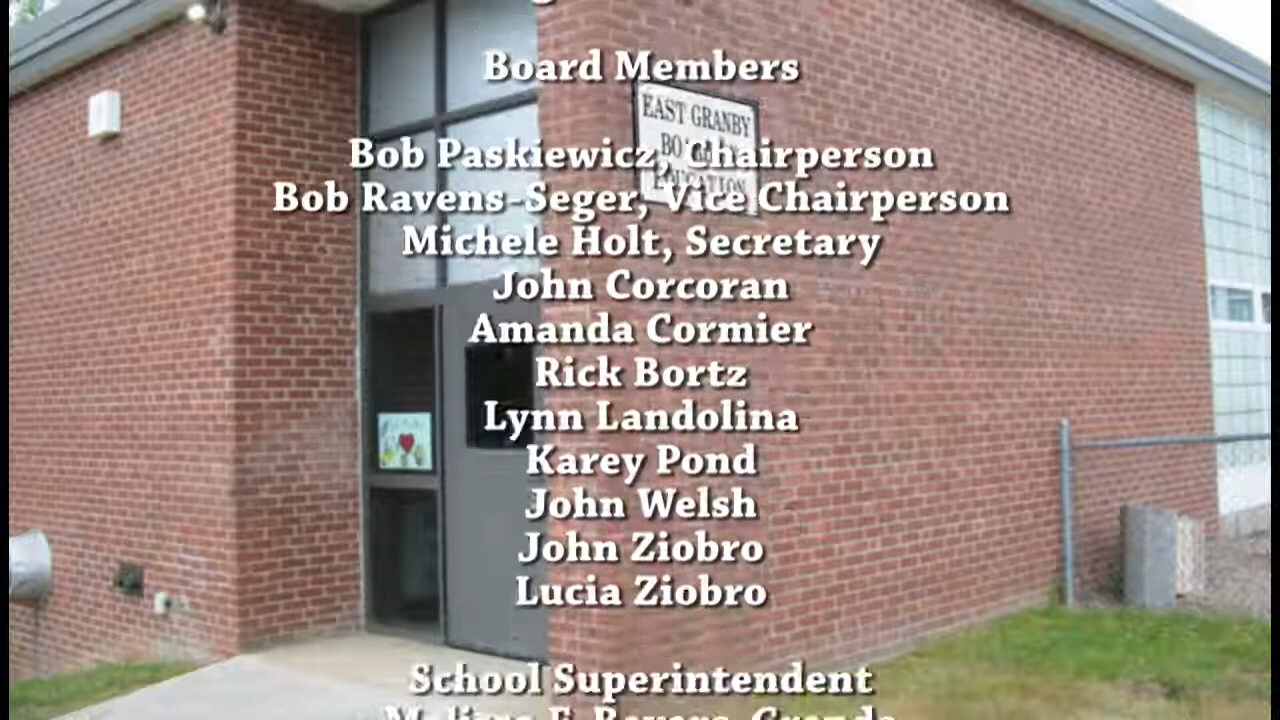 Board Members
EAST GRANBY
Bob Paskiewicz, Chairperson
Bob Ravens-Seger, Vice Chairperson
Michele Holt, Secretary
John Corcoran
Amanda Cormier
Rick Bortz
Lynn Landolina
Karey Pond
John Welsh
John Ziobro
Lucia Ziobro
School Superintendent